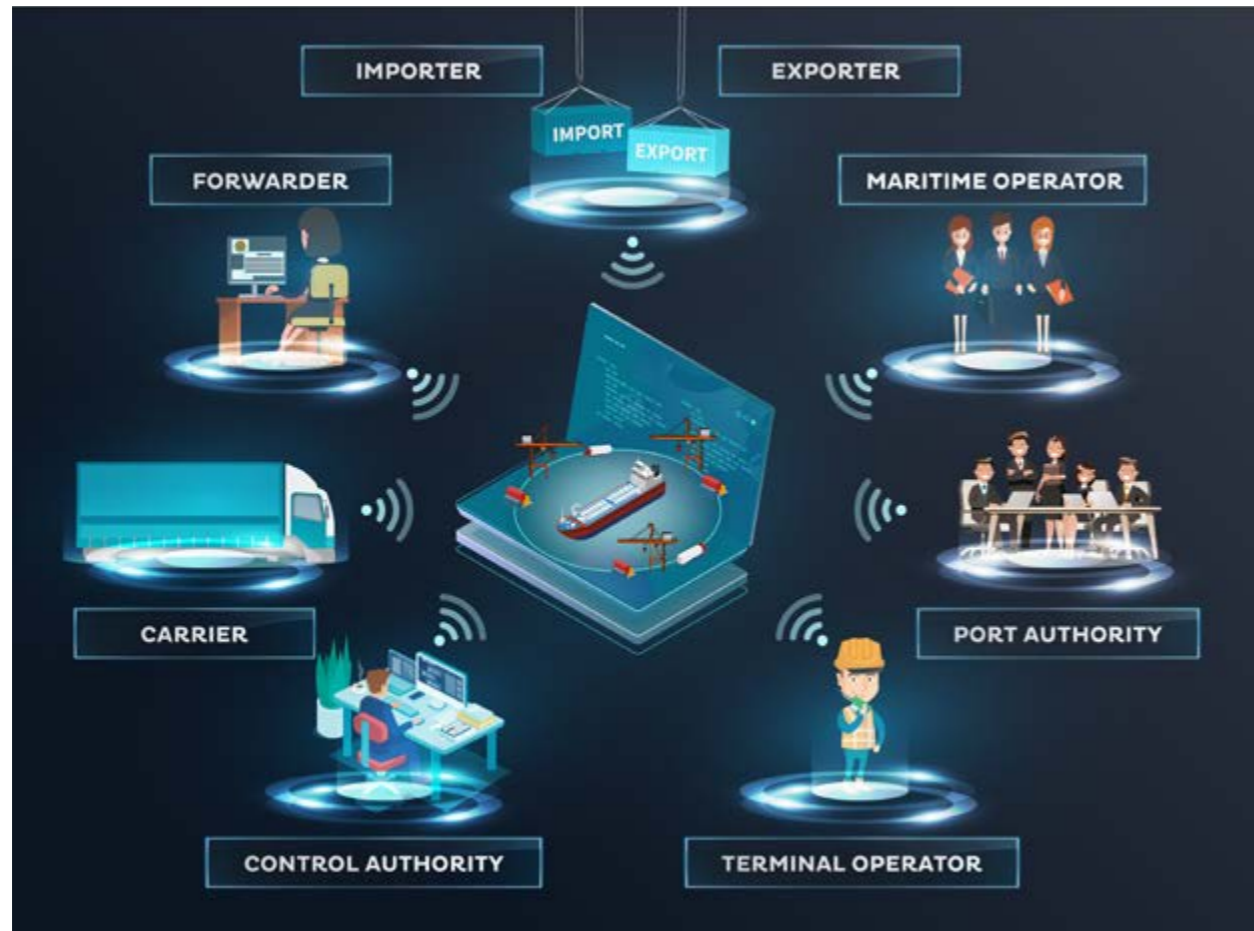 IMPORTER
EXPORTER
IMPORT
EXPORT
FORWARDER
MARITIME OPERATOR
CARRIER
PORT AUTHORITY
CONTROL AUTHORITY
TERMINAL OPERATOR